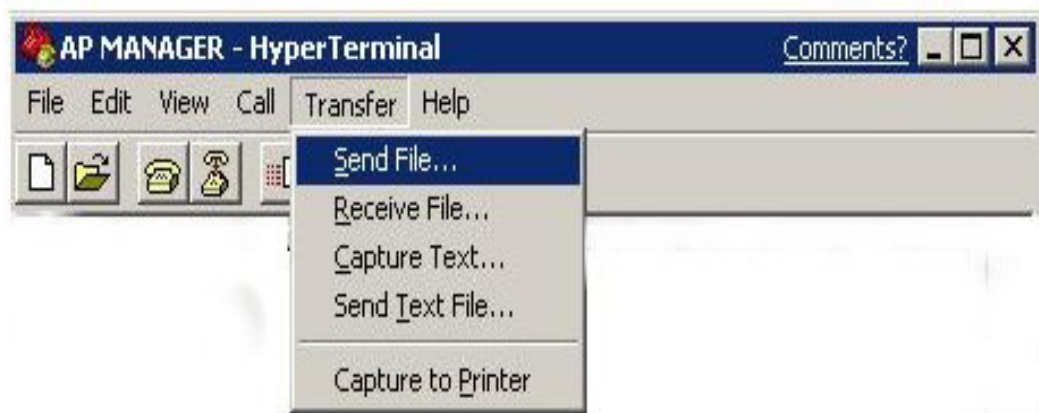 AP MANAGER - HyperTerminal Comments?
File Edit View Call Transfer Help
Send File...
Receive File...
Capture Text...
Send Text File...
Capture to Printer